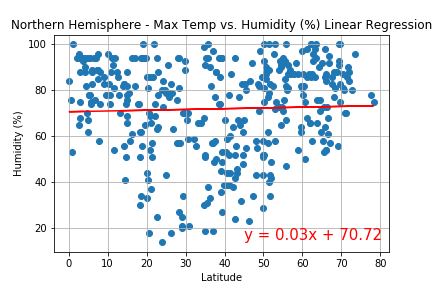 Northern Hemisphere - Max Temp vs. Humidity (%) Linear Regression
100
80
60
40
20
Humidity (%)
y = 0.03x + 70.72
0 10 20 30 40 50 60 70 80
Latitude